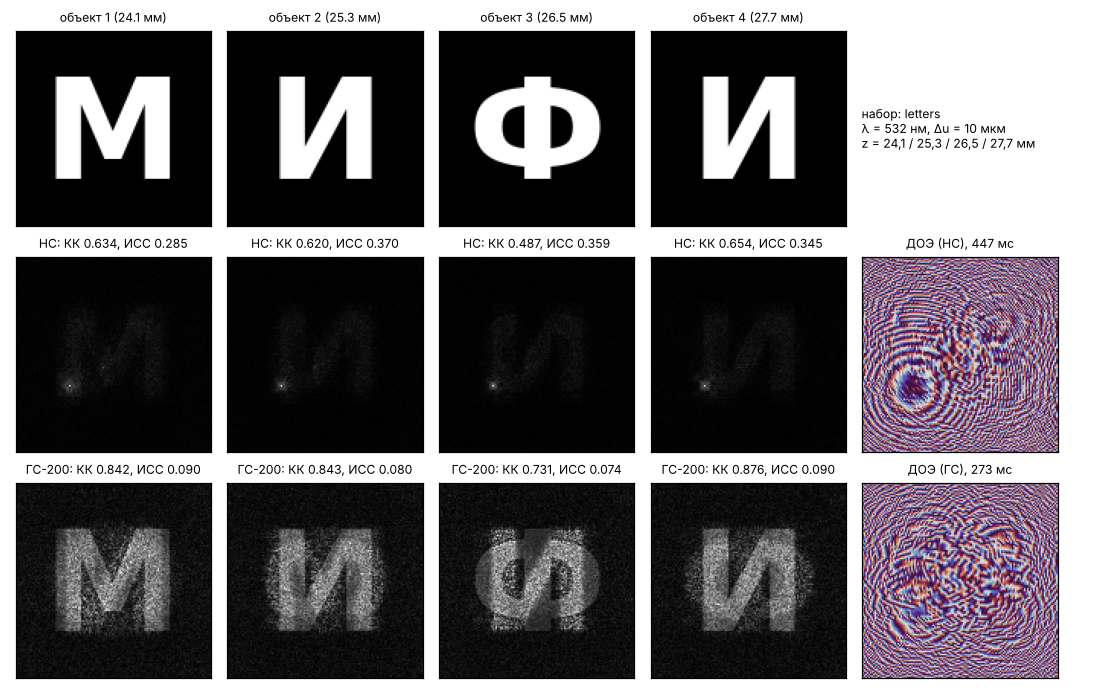 объект 1 (24.1 мм)
объект 2 (25.3 мм)
объект 3 (26.5 мм)
объект 4 (27.7 мм)
М
И
Ф
И
набор: letters
λ = 532 нм, Δu = 10 мкм
z = 24,1 / 25,3 / 26,5 / 27,7 мм
НС: КК 0.634, ИСС 0.285
НС: КК 0.620, ИСС 0.370
НС: КК 0.487, ИСС 0.359
НС: КК 0.654, ИСС 0.345
ДОЭ (НС), 447 мс
М
И
И
И
ГС-200: КК 0.842, ИСС 0.090
ГС-200: КК 0.843, ИСС 0.080
ГС-200: КК 0.731, ИСС 0.074
ГС-200: КК 0.876, ИСС 0.090
ДОЭ (ГС), 273 мс
М
И
Ф
И